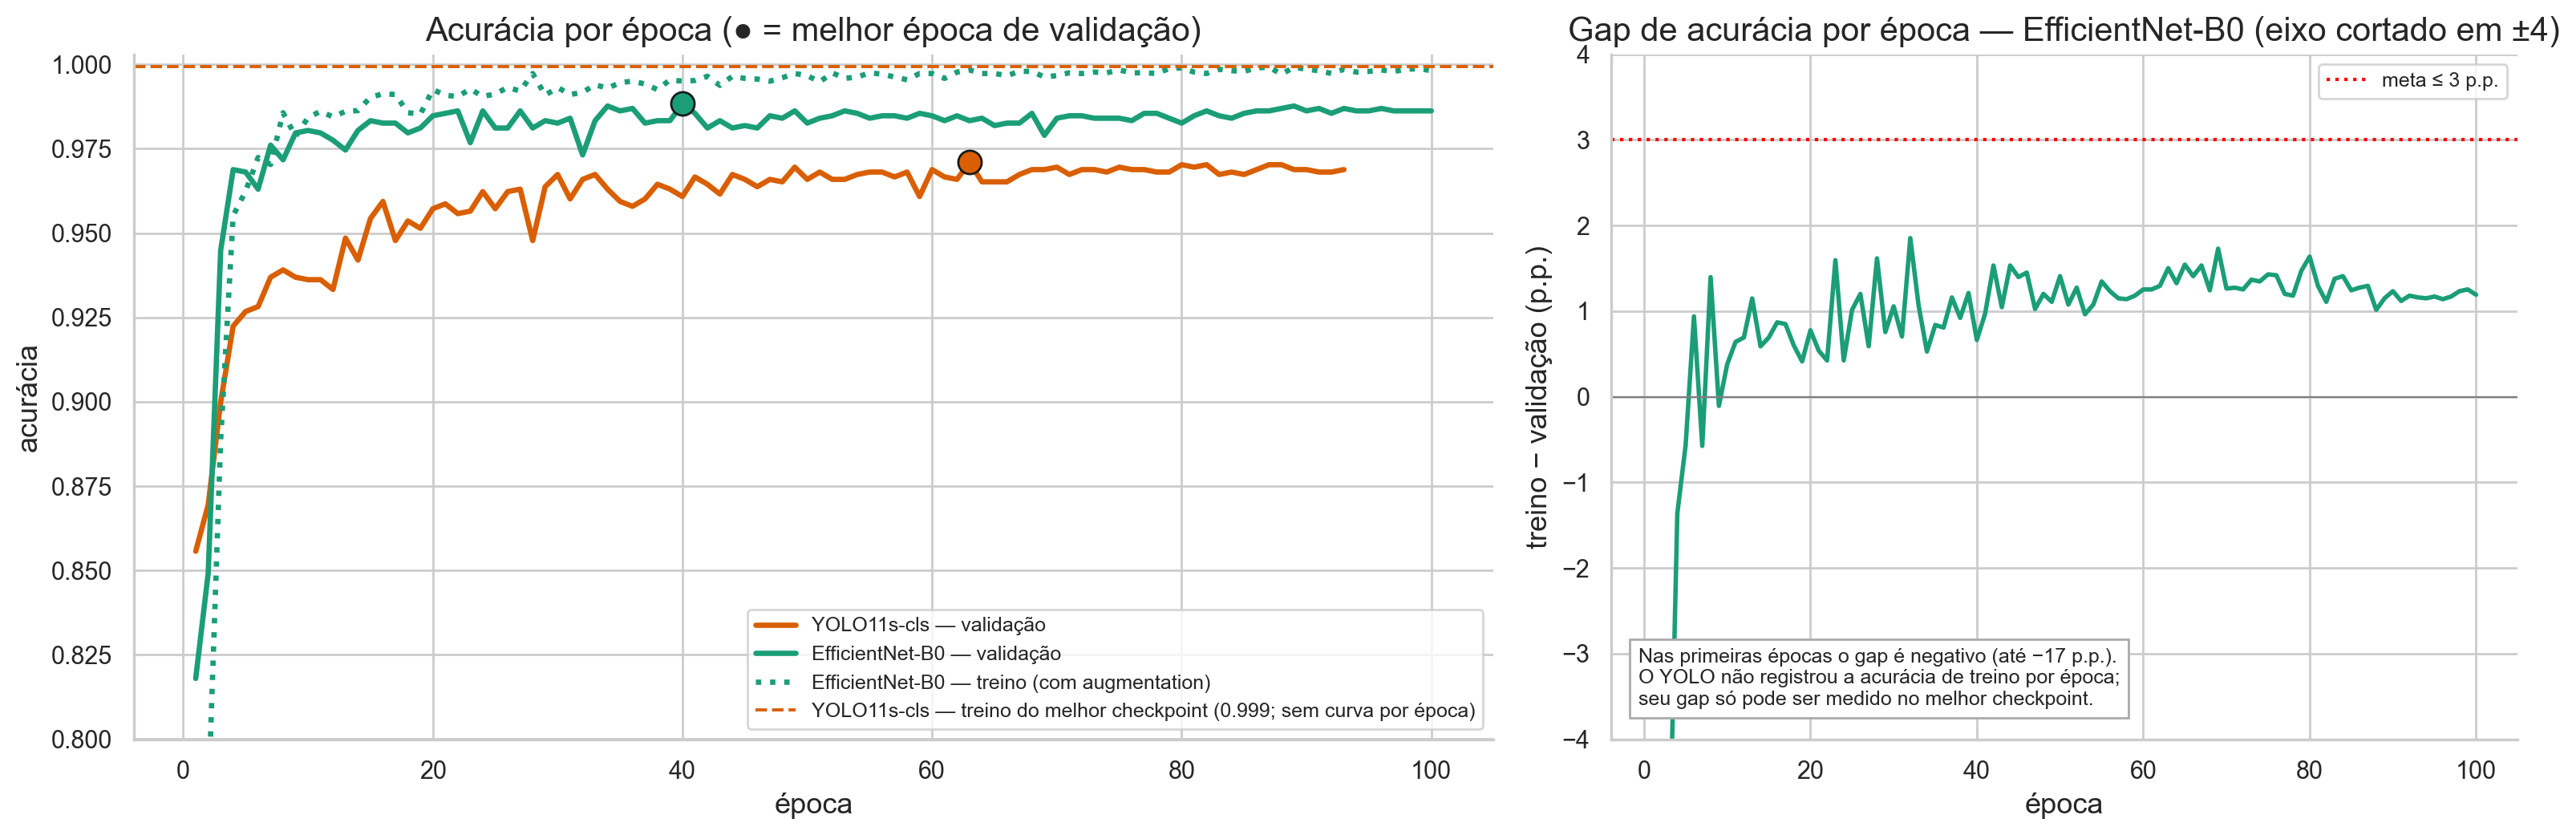 Acurácia por época (● = melhor época de validação)
acurácia
1.000
0.975
0.950
0.925
0.900
0.875
0.850
0.825
0.800
0
20
40
60
80
100
época
YOLO11s-cls — validação
EfficientNet-B0 — validação
EfficientNet-B0 — treino (com augmentation)
YOLO11s-cls — treino do melhor checkpoint (0.999; sem curva por época)
Gap de acurácia por época — EfficientNet-B0 (eixo cortado em ±4)
treino − validação (p.p.)
4
3
2
1
0
−1
−2
−3
−4
meta ≤ 3 p.p.
Nas primeiras épocas o gap é negativo (até −17 p.p.).
O YOLO não registrou a acurácia de treino por época;
seu gap só pode ser medido no melhor checkpoint.
0
20
40
60
80
100
época